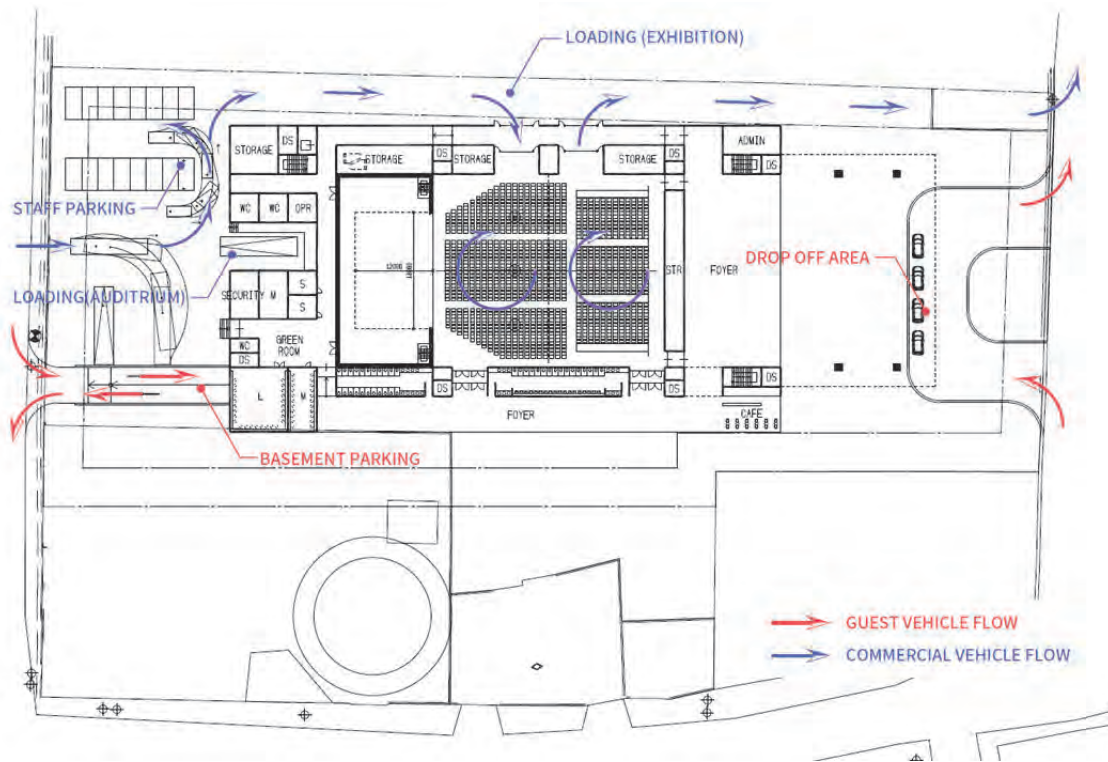 LOADING (EXHIBITION)
STORAGE
DS
STORAGE
DS
STORAGE
STORAGE
DS
ADMIN
DS
STAFF PARKING
WC
WC
OPR
LOADING(AUDITRIUM)
SECURITY
M
S
S
12000
STR
FOYER
DROP OFF AREA
WC
DS
GREEN
ROOM
L
M
DS
DS
DS
FOYER
CAFE
BASEMENT PARKING
GUEST VEHICLE FLOW
COMMERCIAL VEHICLE FLOW